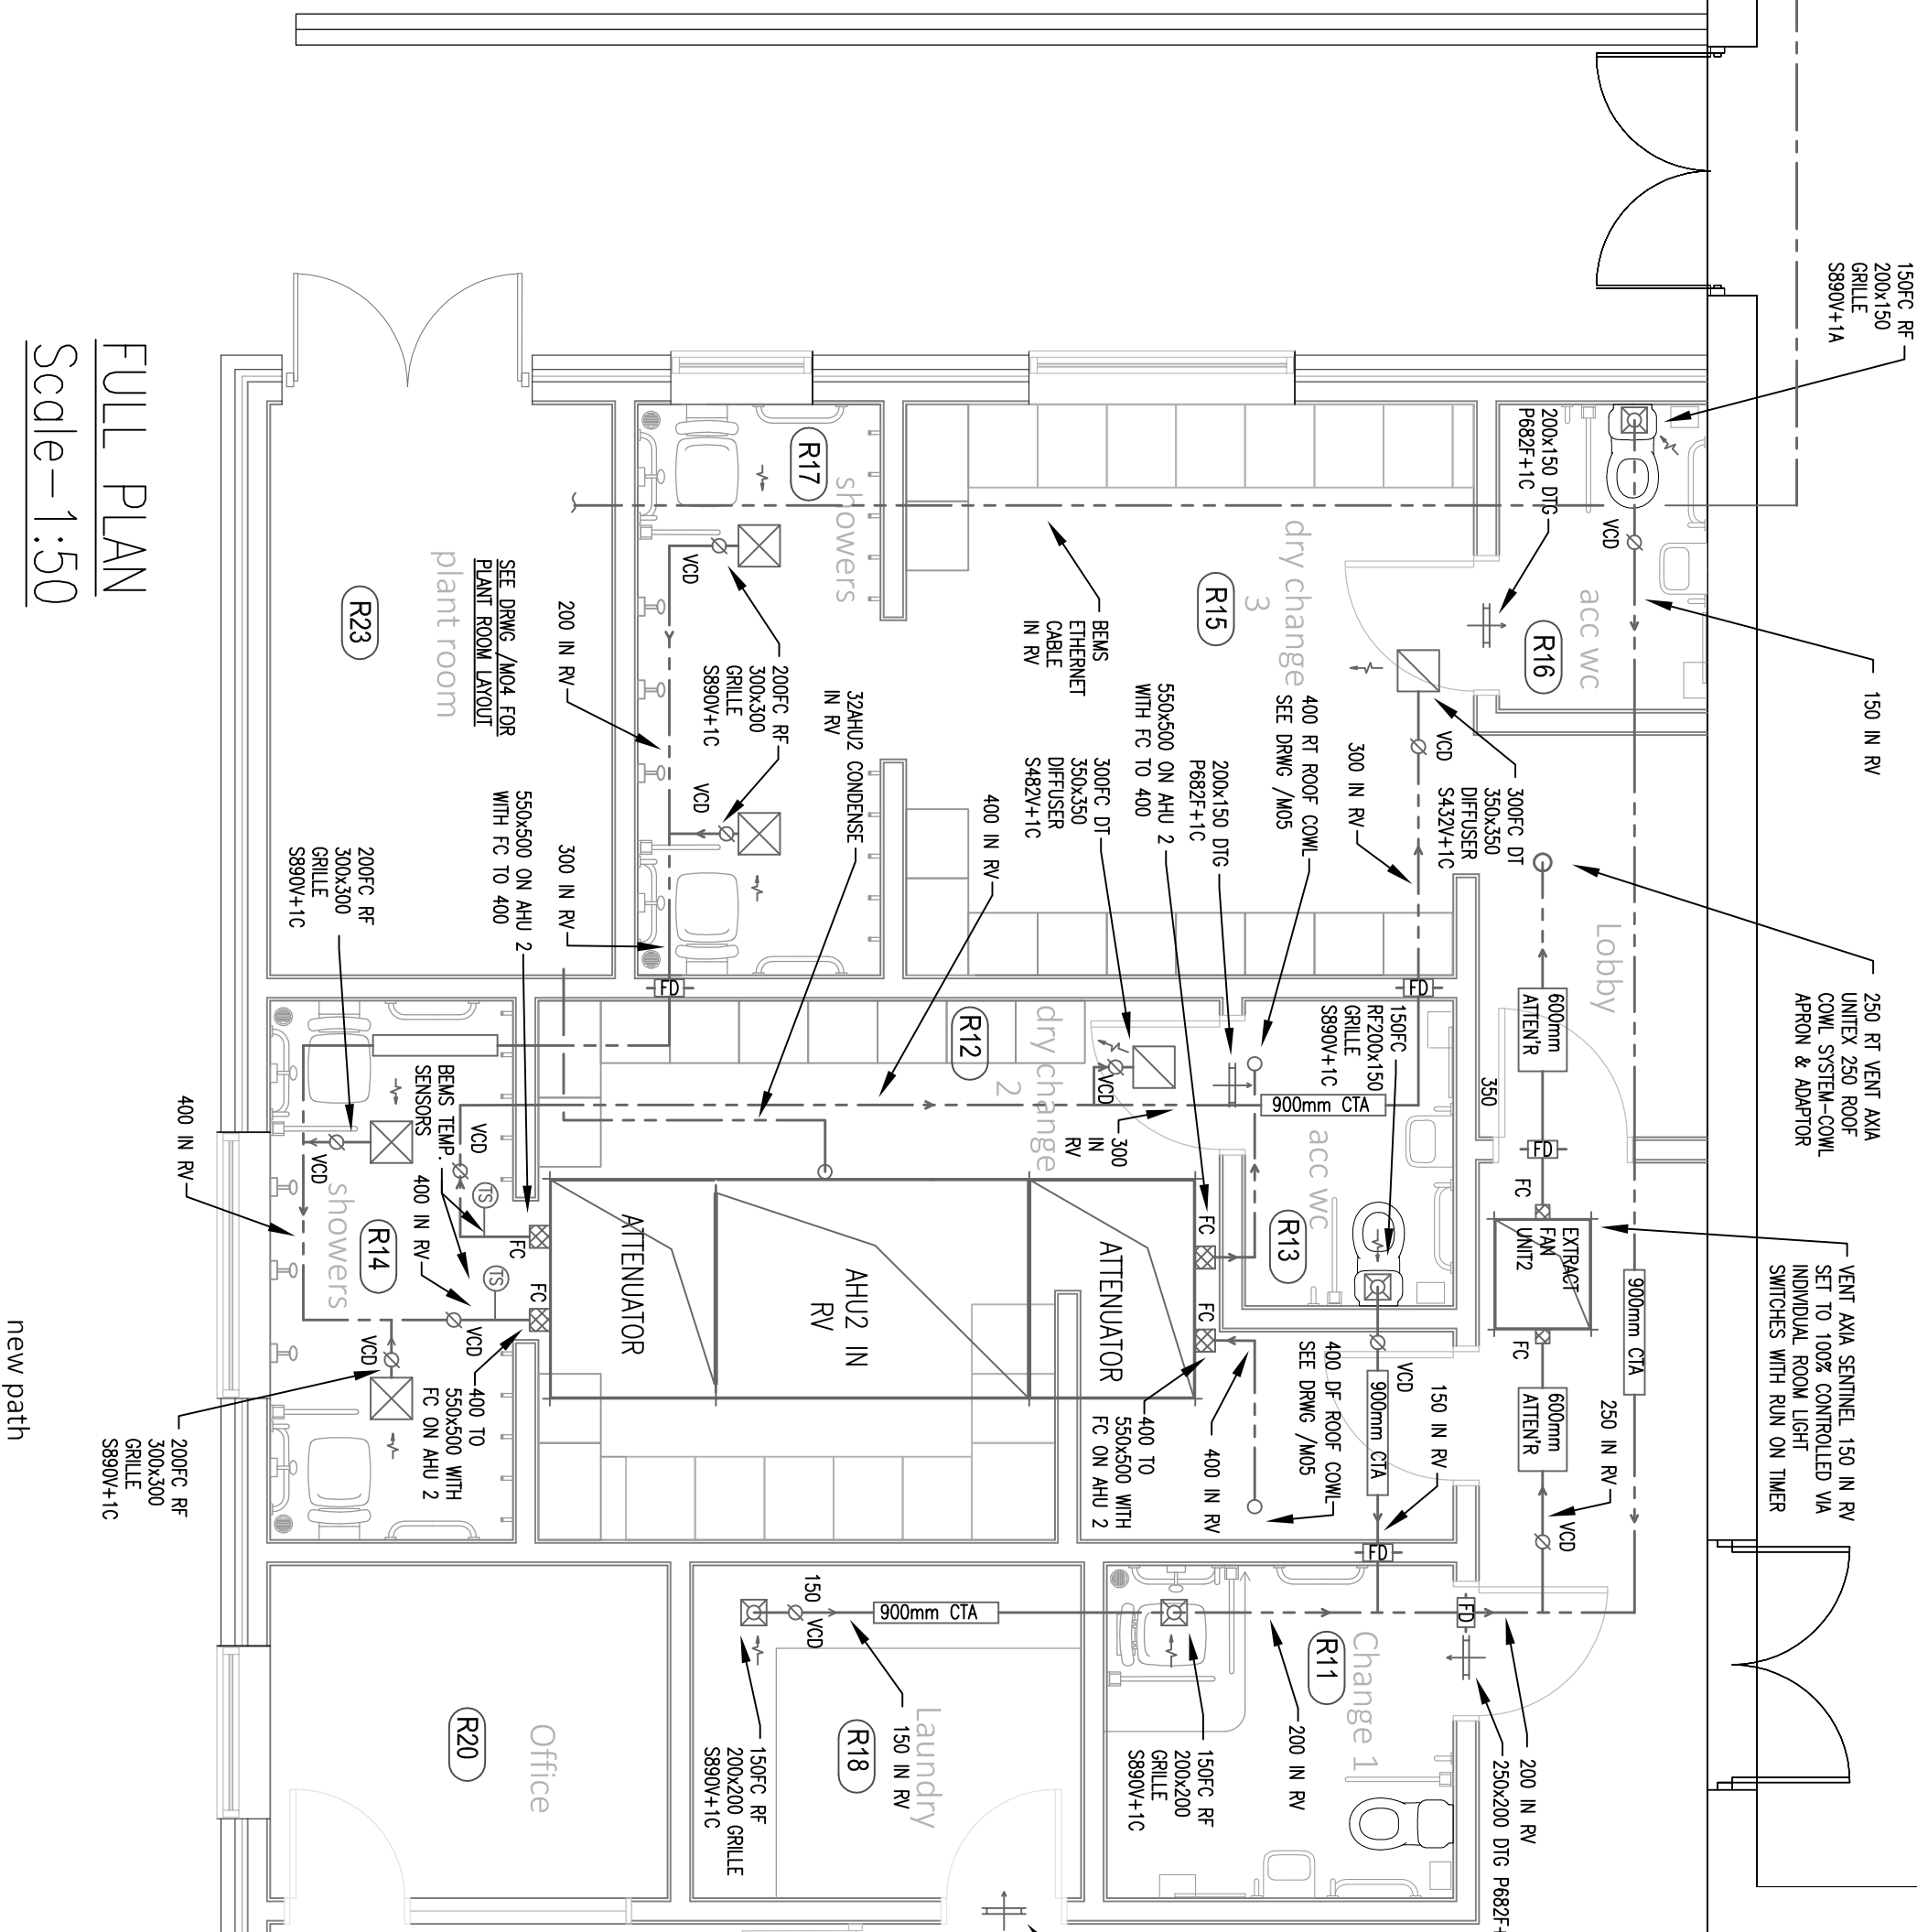 150FC RF
200x150
GRILLE
S890V+1A
150 IN RV
250 RT VENT AXIA
UNITEX 250 ROOF
COWL SYSTEM-COWL
APRON & ADAPTOR
VENT AXIA SENTINEL 150 IN RV
SET TO 100% CONTROLLED VIA
INDIVIDUAL ROOM LIGHT
SWITCHES WITH RUN ON TIMER
900mm CTA
250 IN RV
VCD
acc wc
R16
200x150 DTG
P682F+1C
Lobby
600mm
ATTEN'R
FD
FC
EXTRACT
FAN
UNIT2
FC
600mm
ATTEN'R
VCD
200 IN RV
250x200 DTG P682F+
300FC DT
350x350
DIFFUSER
S432V+1C
VCD
300 IN RV
350
FD
150FC
RF200x150
GRILLE
S890V+1C
VCD
150 IN RV
900mm CTA
FD
FD
400 RT ROOF COWL
SEE DRWG /M05
dry change
3
R15
200x150 DTG
P682F+1C
900mm CTA
acc wc
R13
400 DF ROOF COWL
SEE DRWG /M05
Change 1
R11
200 IN RV
550x500 ON AHU 2
WITH FC TO 400
BEMS
ETHERNET
CABLE
IN RV
300FC DT
350x350
DIFFUSER
S482V+1C
VCD
300
IN
RV
FC
FC
400 IN RV
400 TO
550x500 WITH
FC ON AHU 2
150FC RF
200x200
GRILLE
S890V+1C
ATTENUATOR
dry change
2
R12
400 IN RV
AHU2 IN
RV
900mm CTA
Laundry
R18
150 IN RV
150
VCD
150FC RF
200x200 GRILLE
S890V+1C
showers
R17
32AHU2 CONDENSE
IN RV
200FC RF
300x300
GRILLE
S890V+1C
VCD
VCD
FD
200 IN RV
300 IN RV
ATTENUATOR
550x500 ON AHU 2
WITH FC TO 400
SEE DRWG /M04 FOR
PLANT ROOM LAYOUT
plant room
R23
FC
FC
VCD
TS
TS
BEMS TEMP.
SENSORS
400 IN RV
VCD
400 TO
550x500 WITH
FC ON AHU 2
200FC RF
300x300
GRILLE
S890V+1C
VCD
showers
R14
VCD
Office
R20
400 IN RV
200FC RF
300x300
GRILLE
S890V+1C
FULL PLAN
Scale-1:50
new path